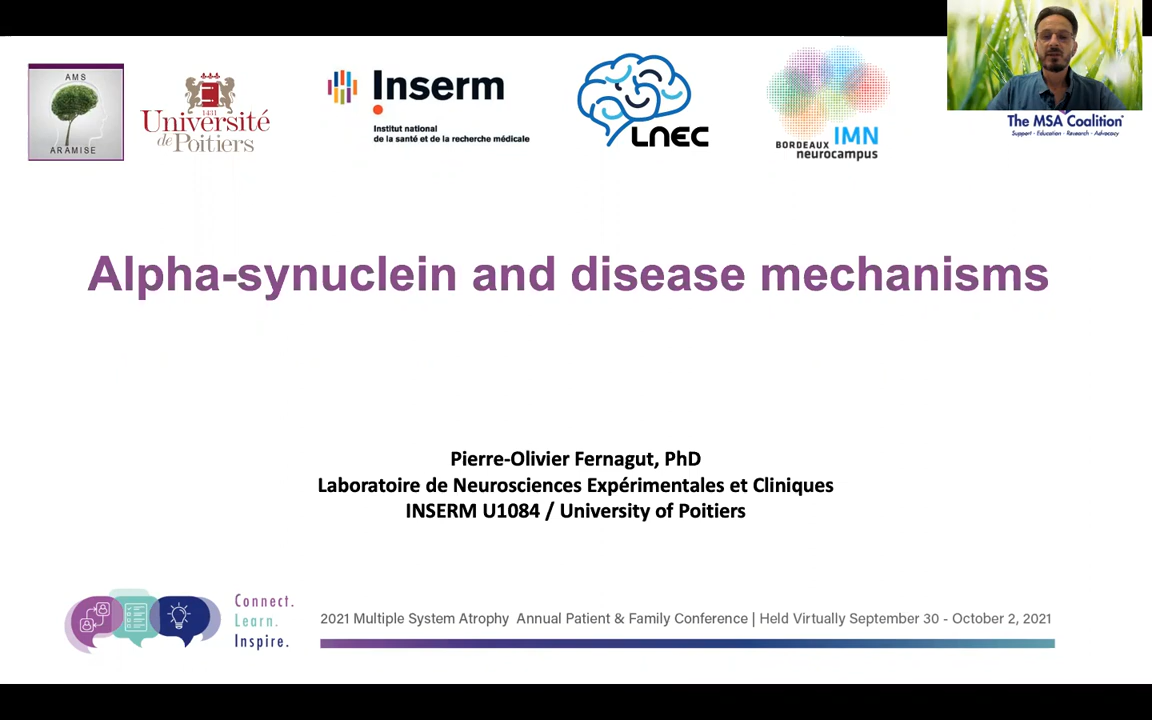 AMS
ARAMISE
1431
Université
de Poitiers
Inserm
Institut national
de la santé et de la recherche médicale
LNEC
BORDEAUX IMN
neurocampus
The MSA Coalition®
Support - Education - Research - Advocacy
Alpha-synuclein and disease mechanisms
Pierre-Olivier Fernagut, PhD
Laboratoire de Neurosciences Expérimentales et Cliniques
INSERM U1084 / University of Poitiers
Connect.
Learn.
Inspire.
2021 Multiple System Atrophy Annual Patient & Family Conference | Held Virtually September 30 - October 2, 2021